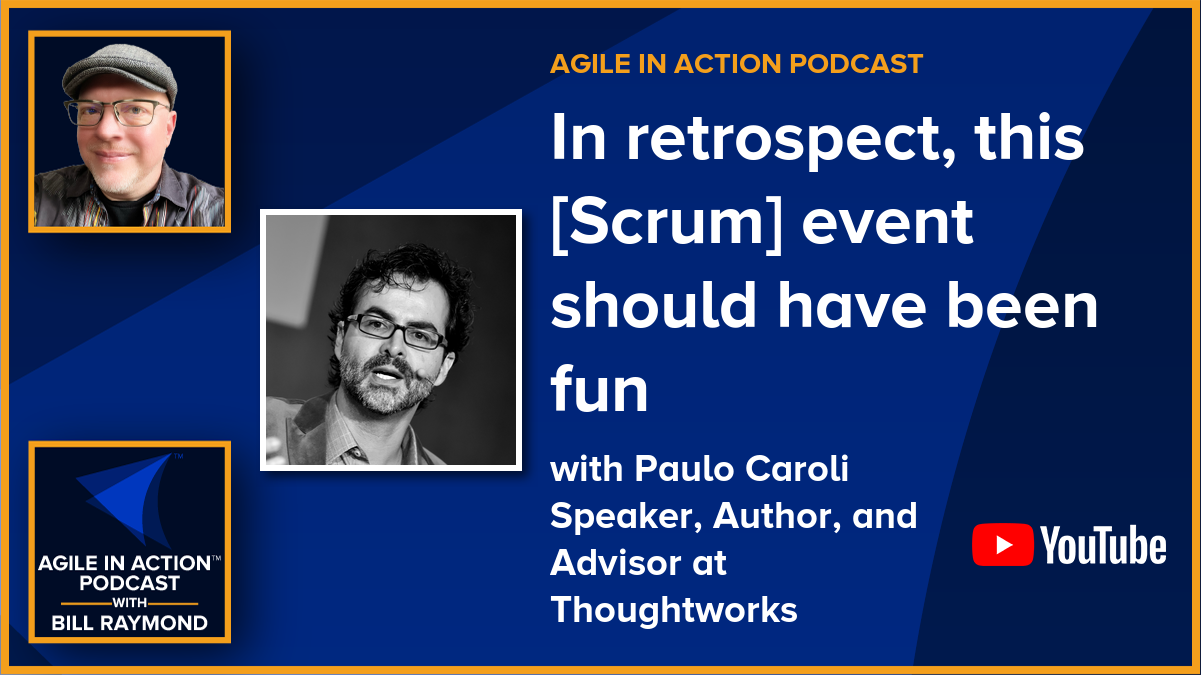 AGILE IN ACTION PODCAST
In retrospect, this
[Scrum] event
should have been
fun
with Paulo Caroli
Speaker, Author, and
Advisor at
Thoughtworks
YouTube
TM
AGILE IN ACTION™
PODCAST
WITH
BILL RAYMOND